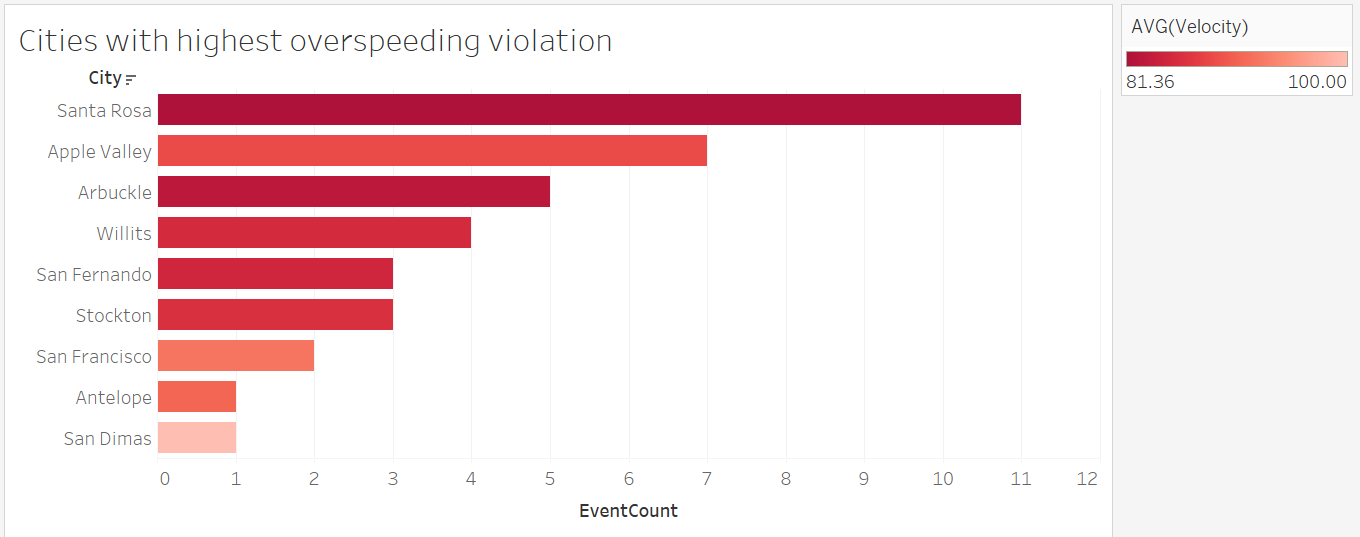 Cities with highest overspeeding violation
City
Santa Rosa
Apple Valley
Arbuckle
Willits
San Fernando
Stockton
San Francisco
Antelope
San Dimas
0 1 2 3 4 5 6 7 8 9 10 11 12
EventCount
AVG(Velocity)
81.36 100.00